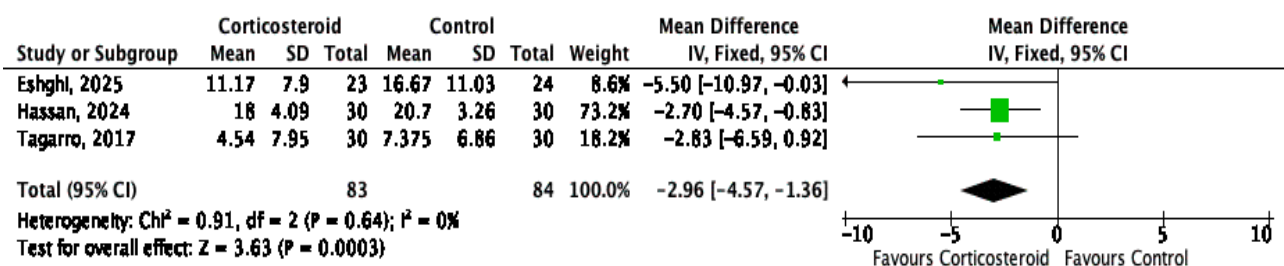 Corticosteroid Control Mean Difference Mean Difference
Study or Subgroup Mean SD Total Mean SD Total Weight IV, Fixed, 95% CI IV, Fixed, 95% CI
Eshghi, 2025 11.17 7.9 23 16.67 11.03 24 8.6% −5.50 [−10.97, −0.03]
Hassan, 2024 18 4.09 30 20.7 3.26 30 73.2% −2.70 [−4.57, −0.83]
Tagarro, 2017 4.54 7.95 30 7.375 6.86 30 18.2% −2.83 [−6.59, 0.92]
Total (95% CI) 83 84 100.0% −2.96 [−4.57, −1.36]
Heterogeneity: Chi² = 0.91, df = 2 (P = 0.64); I² = 0%
Test for overall effect: Z = 3.63 (P = 0.0003)
−10 −5 0 5 10
Favours Corticosteroid Favours Control